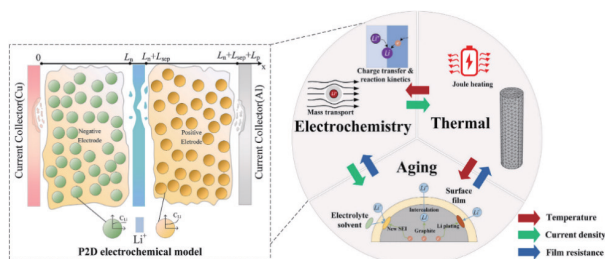 0
Lₙ
Lₙ+Lsep
Lₙ+Lsep+Lp
x
Current Collector(Cu)
Negative
Electrode
Positive
Eletrode
Current Collector(Al)
Li⁺
P2D electrochemical model
Charge transfer &
reaction kinetics
Mass transport
Electrochemistry
Joule heating
Thermal
Aging
Electrolyte
solvent
New SEI
Intercalation
Graphite
Li plating
Surface
film
Temperature
Current density
Film resistance